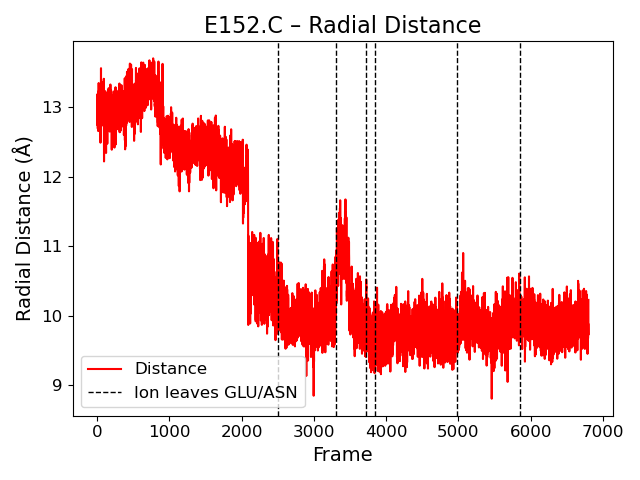 E152.C – Radial Distance
Radial Distance (Å)
13
12
11
10
9
Distance
Ion leaves GLU/ASN
0 1000 2000 3000 4000 5000 6000 7000
Frame